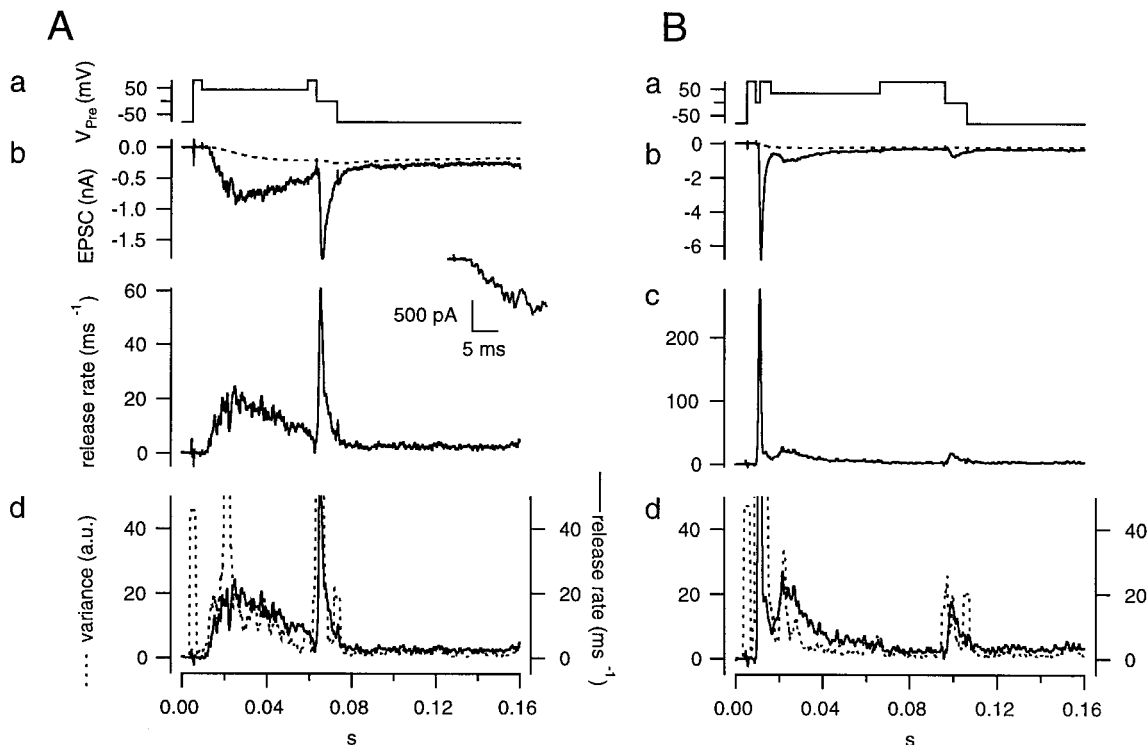 A
a
V Pre (mV)
50
-50
b
EPSC (nA)
0.0
-0.5
-1.0
-1.5
500 pA
5 ms
release rate (ms -1)
60
40
20
0
d
variance (a.u.)
40
20
0
40
20
0
release rate (ms -1)
0.00
0.04
0.08
0.12
0.16
s
B
a
50
-50
b
0
-2
-4
-6
c
200
100
0
d
40
20
0
40
20
0
0.00
0.04
0.08
0.12
0.16
s